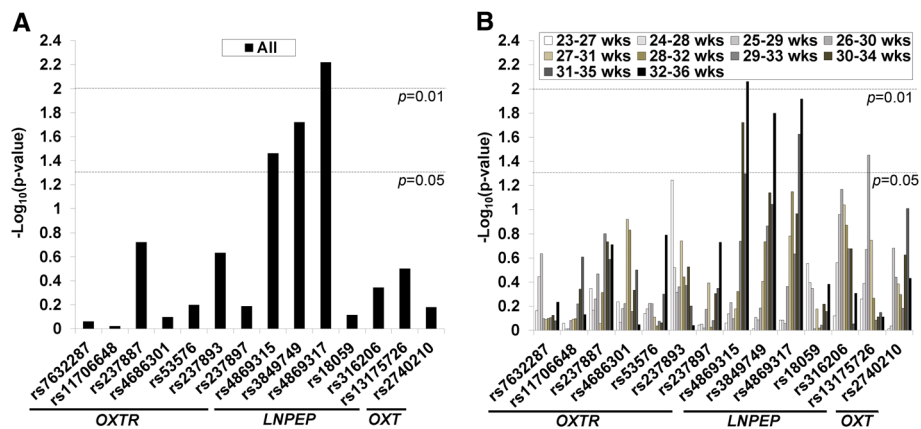 A
-Log10(p-value)
2.4
2.2
2
1.8
1.6
1.4
1.2
1
0.8
0.6
0.4
0.2
0
All
p=0.01
p=0.05
rs7632287
rs11706648
rs237887
rs4686301
rs53576
rs237893
rs237897
rs4869315
rs3849749
rs4869317
rs18059
rs316206
rs13175726
rs2740210
OXTR
LNPEP
OXT
B
-Log10(p-value)
2.4
2.2
2
1.8
1.6
1.4
1.2
1
0.8
0.6
0.4
0.2
0
23-27 wks 24-28 wks 25-29 wks 26-30 wks
27-31 wks 28-32 wks 29-33 wks 30-34 wks
31-35 wks 32-36 wks
p=0.01
p=0.05
rs7632287
rs11706648
rs237887
rs4686301
rs53576
rs237893
rs237897
rs4869315
rs3849749
rs4869317
rs18059
rs316206
rs13175726
rs2740210
OXTR
LNPEP
OXT